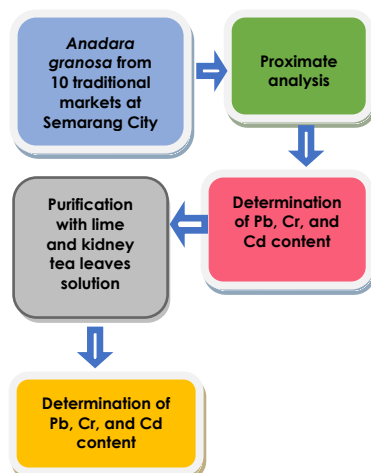 Anadara
granosa from
10 traditional
markets at
Semarang City
Proximate
analysis
Determination
of Pb, Cr, and
Cd content
Purification
with lime
and kidney
tea leaves
solution
Determination of
Pb, Cr, and Cd
content